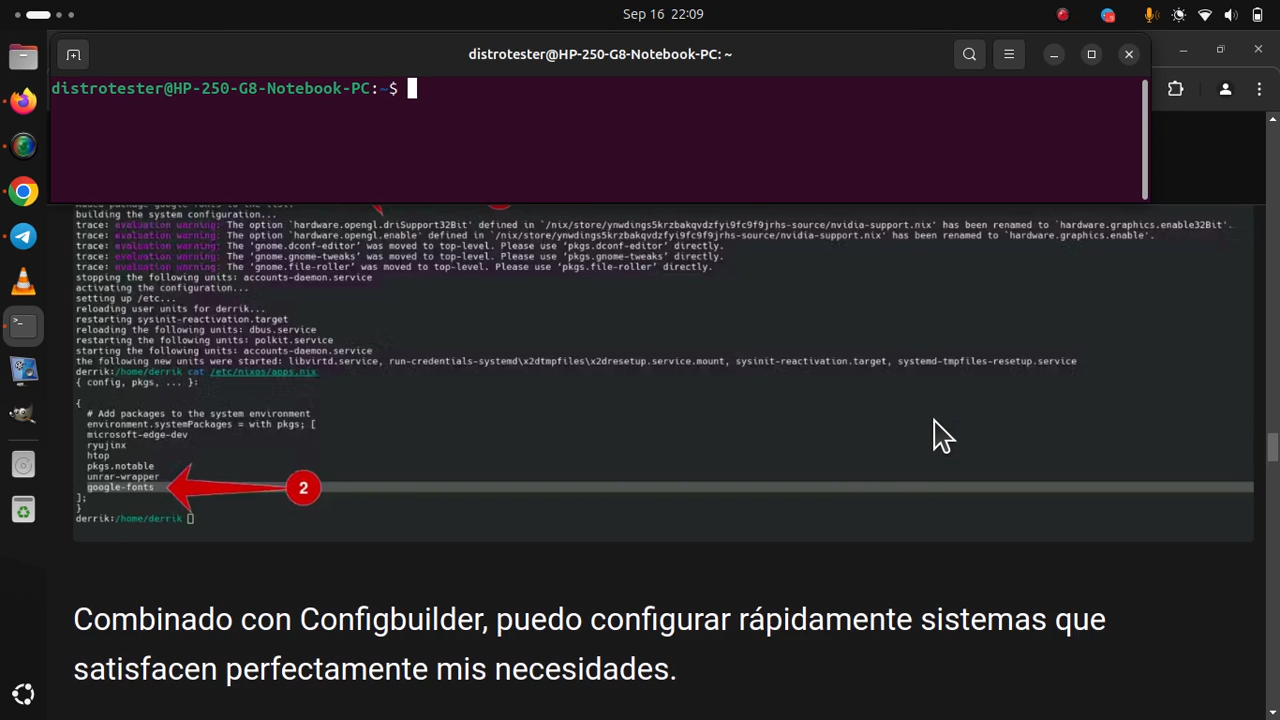 Sep 16 22:09
distrotester@HP-250-G8-Notebook-PC: ~
distrotester@HP-250-G8-Notebook-PC:~$
building the system configuration...
trace: evaluation warning: The option `hardware.opengl.driSupport32Bit' defined in `/nix/store/ynwdings5krzbakqvdzfyi9fc9f9jrhs-source/nvidia-support.nix' has been renamed to `hardware.graphics.enable32Bit'.
trace: evaluation warning: The option `hardware.opengl.enable' defined in `/nix/store/ynwdings5krzbakqvdzfyi9fc9f9jrhs-source/nvidia-support.nix' has been renamed to `hardware.graphics.enable'.
trace: evaluation warning: The ‘gnome.dconf-editor’ was moved to top-level. Please use ‘pkgs.dconf-editor’ directly.
trace: evaluation warning: The ‘gnome.gnome-tweaks’ was moved to top-level. Please use ‘pkgs.gnome-tweaks’ directly.
trace: evaluation warning: The ‘gnome.file-roller’ was moved to top-level. Please use ‘pkgs.file-roller’ directly.
stopping the following units: accounts-daemon.service
activating the configuration...
setting up /etc...
reloading user units for derrik...
restarting sysinit-reactivation.target
reloading the following units: dbus.service
restarting the following units: polkit.service
starting the following units: accounts-daemon.service
the following new units were started: libvirtd.service, run-credentials-systemd\x2dtmpfiles\x2dresetup.service.mount, sysinit-reactivation.target, systemd-tmpfiles-resetup.service
derrik:/home/derrik cat /etc/nixos/apps.nix
{ config, pkgs, ... }:
{
# Add packages to the system environment
environment.systemPackages = with pkgs; [
microsoft-edge-dev
ryujinx
htop
pkgs.notable
unrar-wrapper
google-fonts
2
];
}
derrik:/home/derrik
Combinado con Configbuilder, puedo configurar rápidamente sistemas que
satisfacen perfectamente mis necesidades.